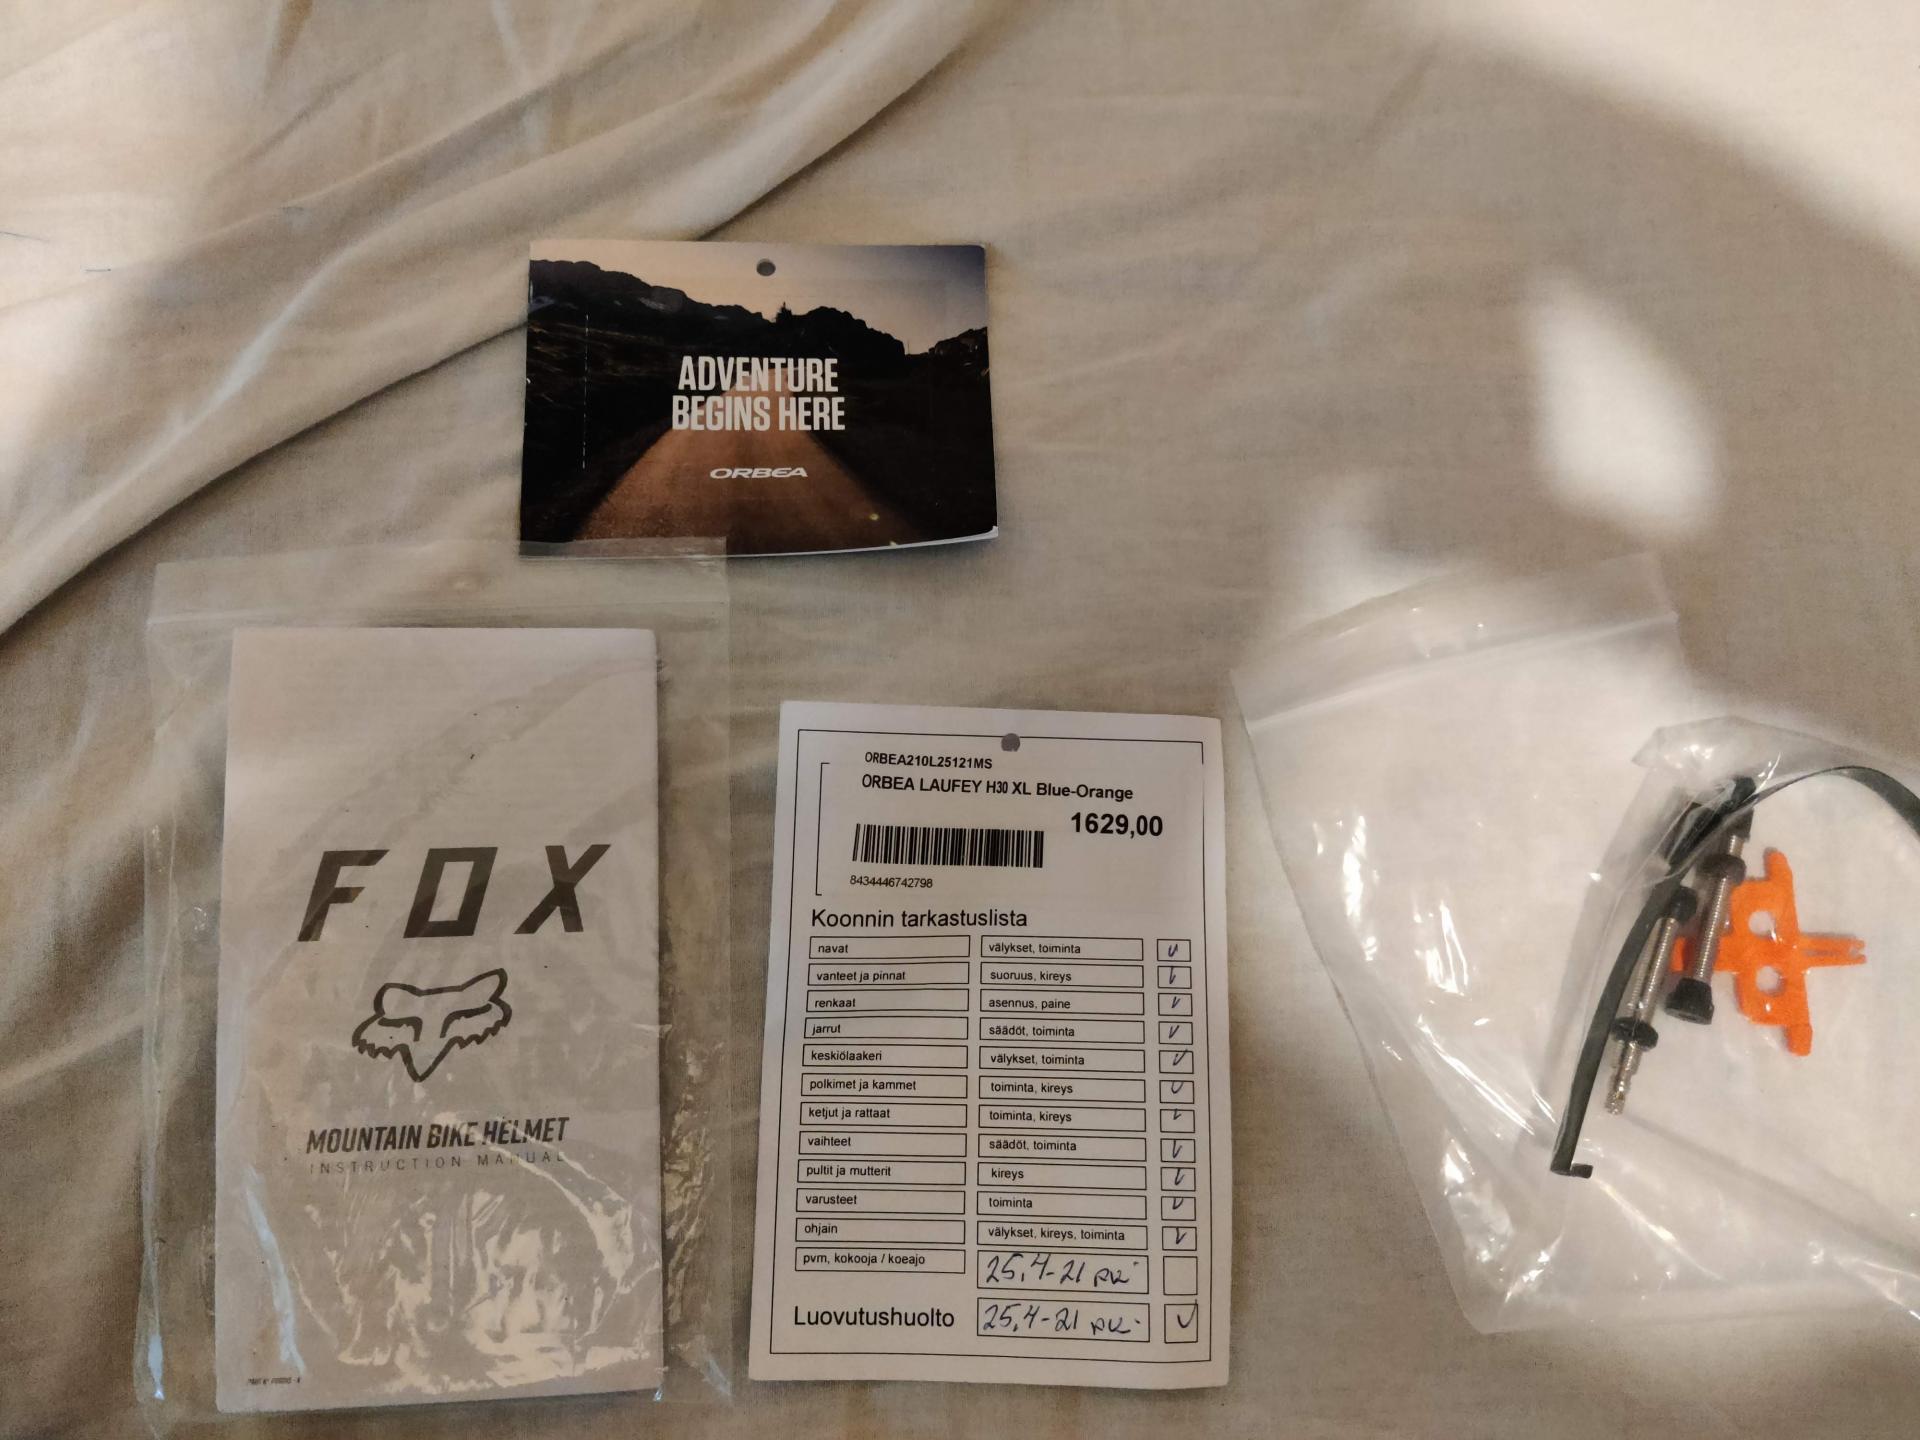 ADVENTURE
BEGINS HERE
ORBEA
FOX
MOUNTAIN BIKE HELMET
INSTRUCTION MANUAL
ORBEA210L25121MS
ORBEA LAUFEY H30 XL Blue-Orange
1629,00
8434446742798
Koonnin tarkastuslista
navat välykset, toiminta
vanteet ja pinnat suoruus, kireys
renkaat asennus, paine
jarrut säädöt, toiminta
keskiölaakeri välykset, toiminta
polkimet ja kammet toiminta, kireys
ketjut ja rattaat toiminta, kireys
vaihteet säädöt, toiminta
pultit ja mutterit kireys
varusteet toiminta
ohjain välykset, kireys, toiminta
pvm, kokooja / koeajo 25,4-21
Luovutushuolto 25,4-21